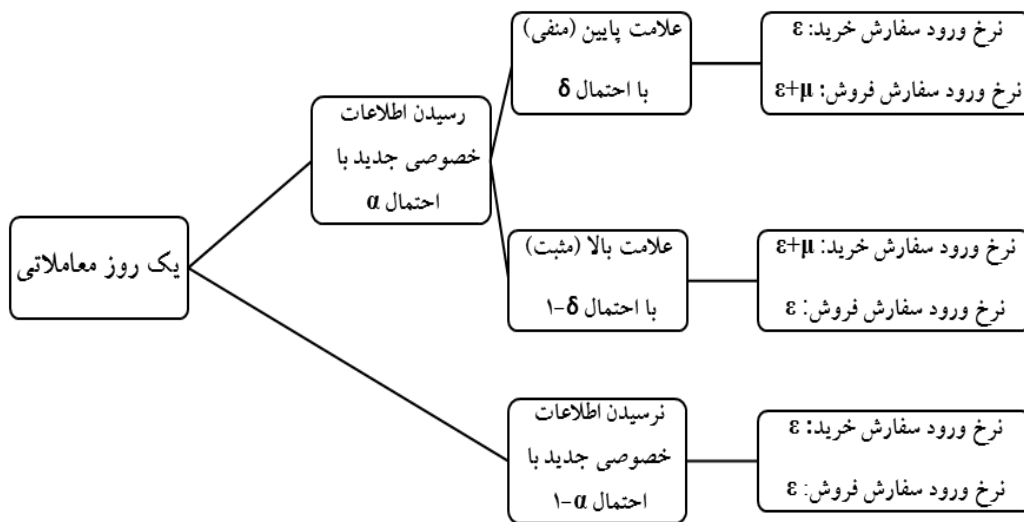 یک روز معاملاتی
رسیدن اطلاعات
خصوصی جدید با
احتمال α
علامت پایین (منفی)
با احتمال δ
نرخ ورود سفارش خرید: ε
نرخ ورود سفارش فروش: ε+μ
علامت بالا (مثبت)
با احتمال ۱-δ
نرخ ورود سفارش خرید: ε+μ
نرخ ورود سفارش فروش: ε
نرسیدن اطلاعات
خصوصی جدید با
احتمال ۱-α
نرخ ورود سفارش خرید: ε
نرخ ورود سفارش فروش: ε